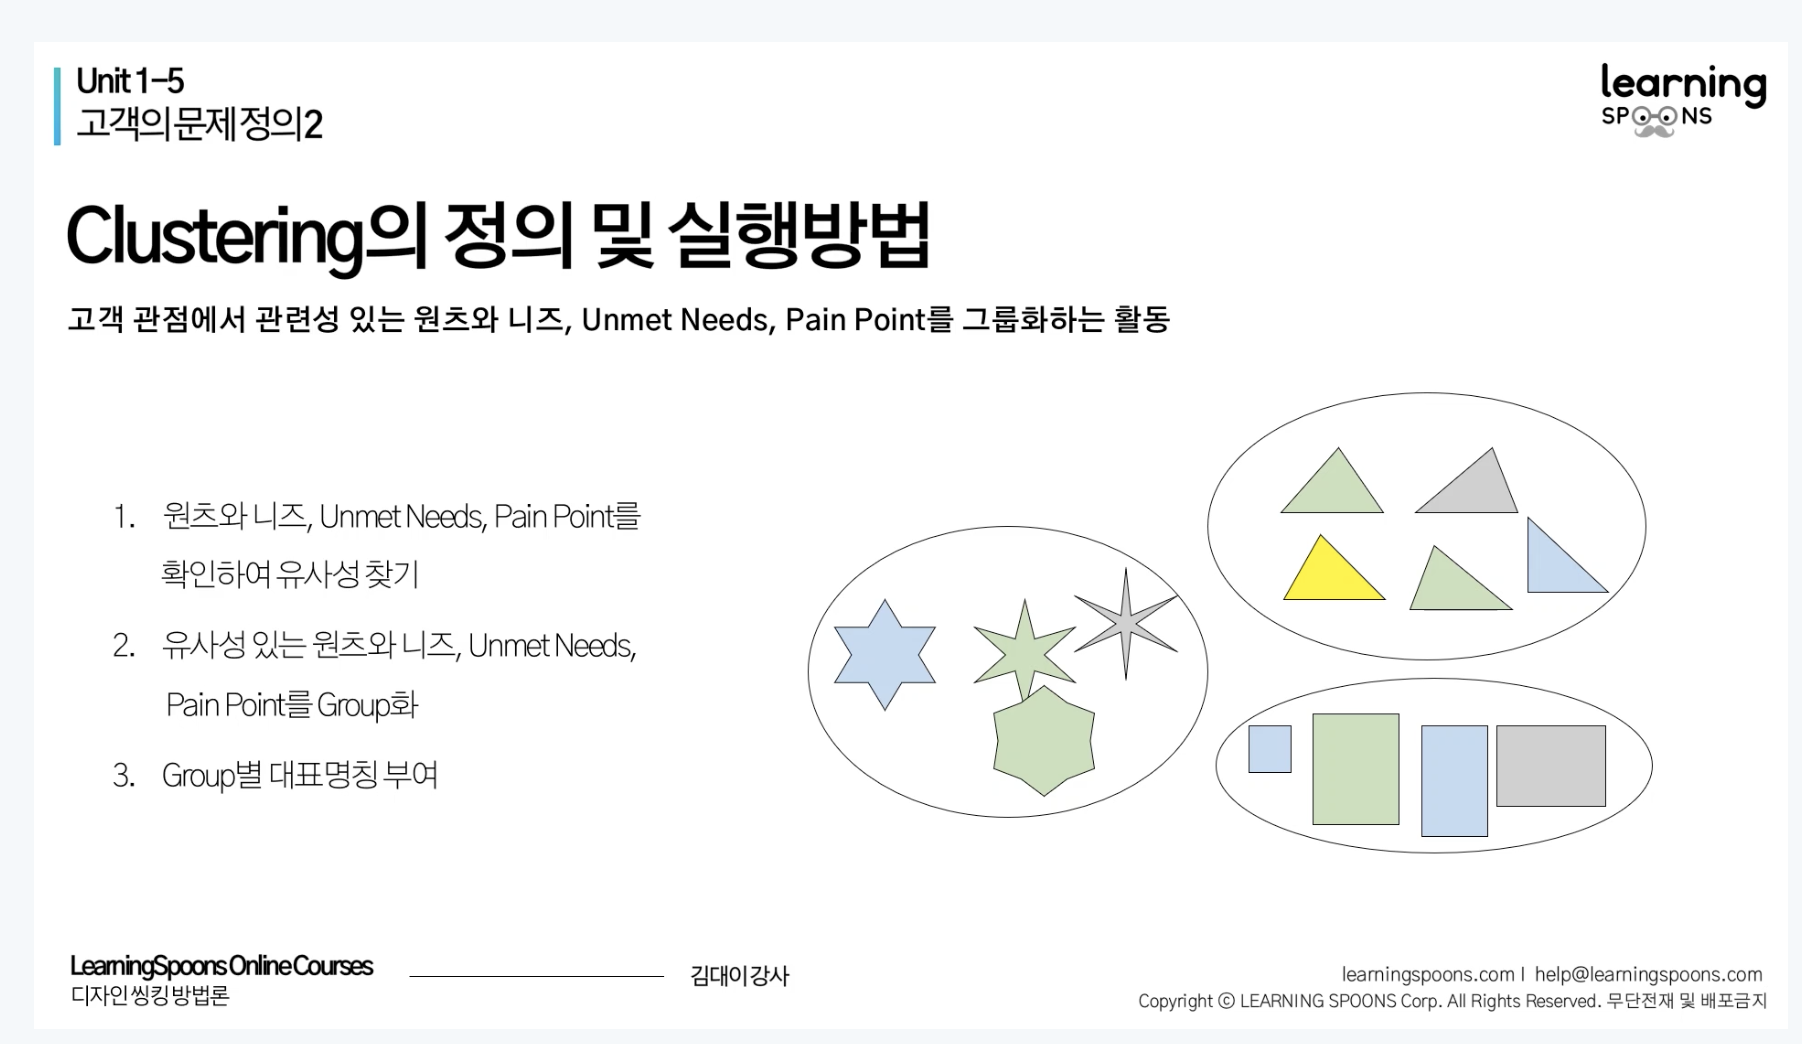 Unit 1-5
고객의 문제 정의2
learning
SPOONS
Clustering의 정의 및 실행방법
고객 관점에서 관련성 있는 원츠와 니즈, Unmet Needs, Pain Point를 그룹화하는 활동
1. 원츠와 니즈, Unmet Needs, Pain Point를
확인하여 유사성 찾기
2. 유사성 있는 원츠와 니즈, Unmet Needs,
Pain Point를 Group화
3. Group별 대표명칭 부여
LearningSpoons Online Courses
디자인 씽킹 방법론
김대이 강사
learningspoons.com l help@learningspoons.com
Copyright ⓒ LEARNING SPOONS Corp. All Rights Reserved. 무단전재 및 배포금지